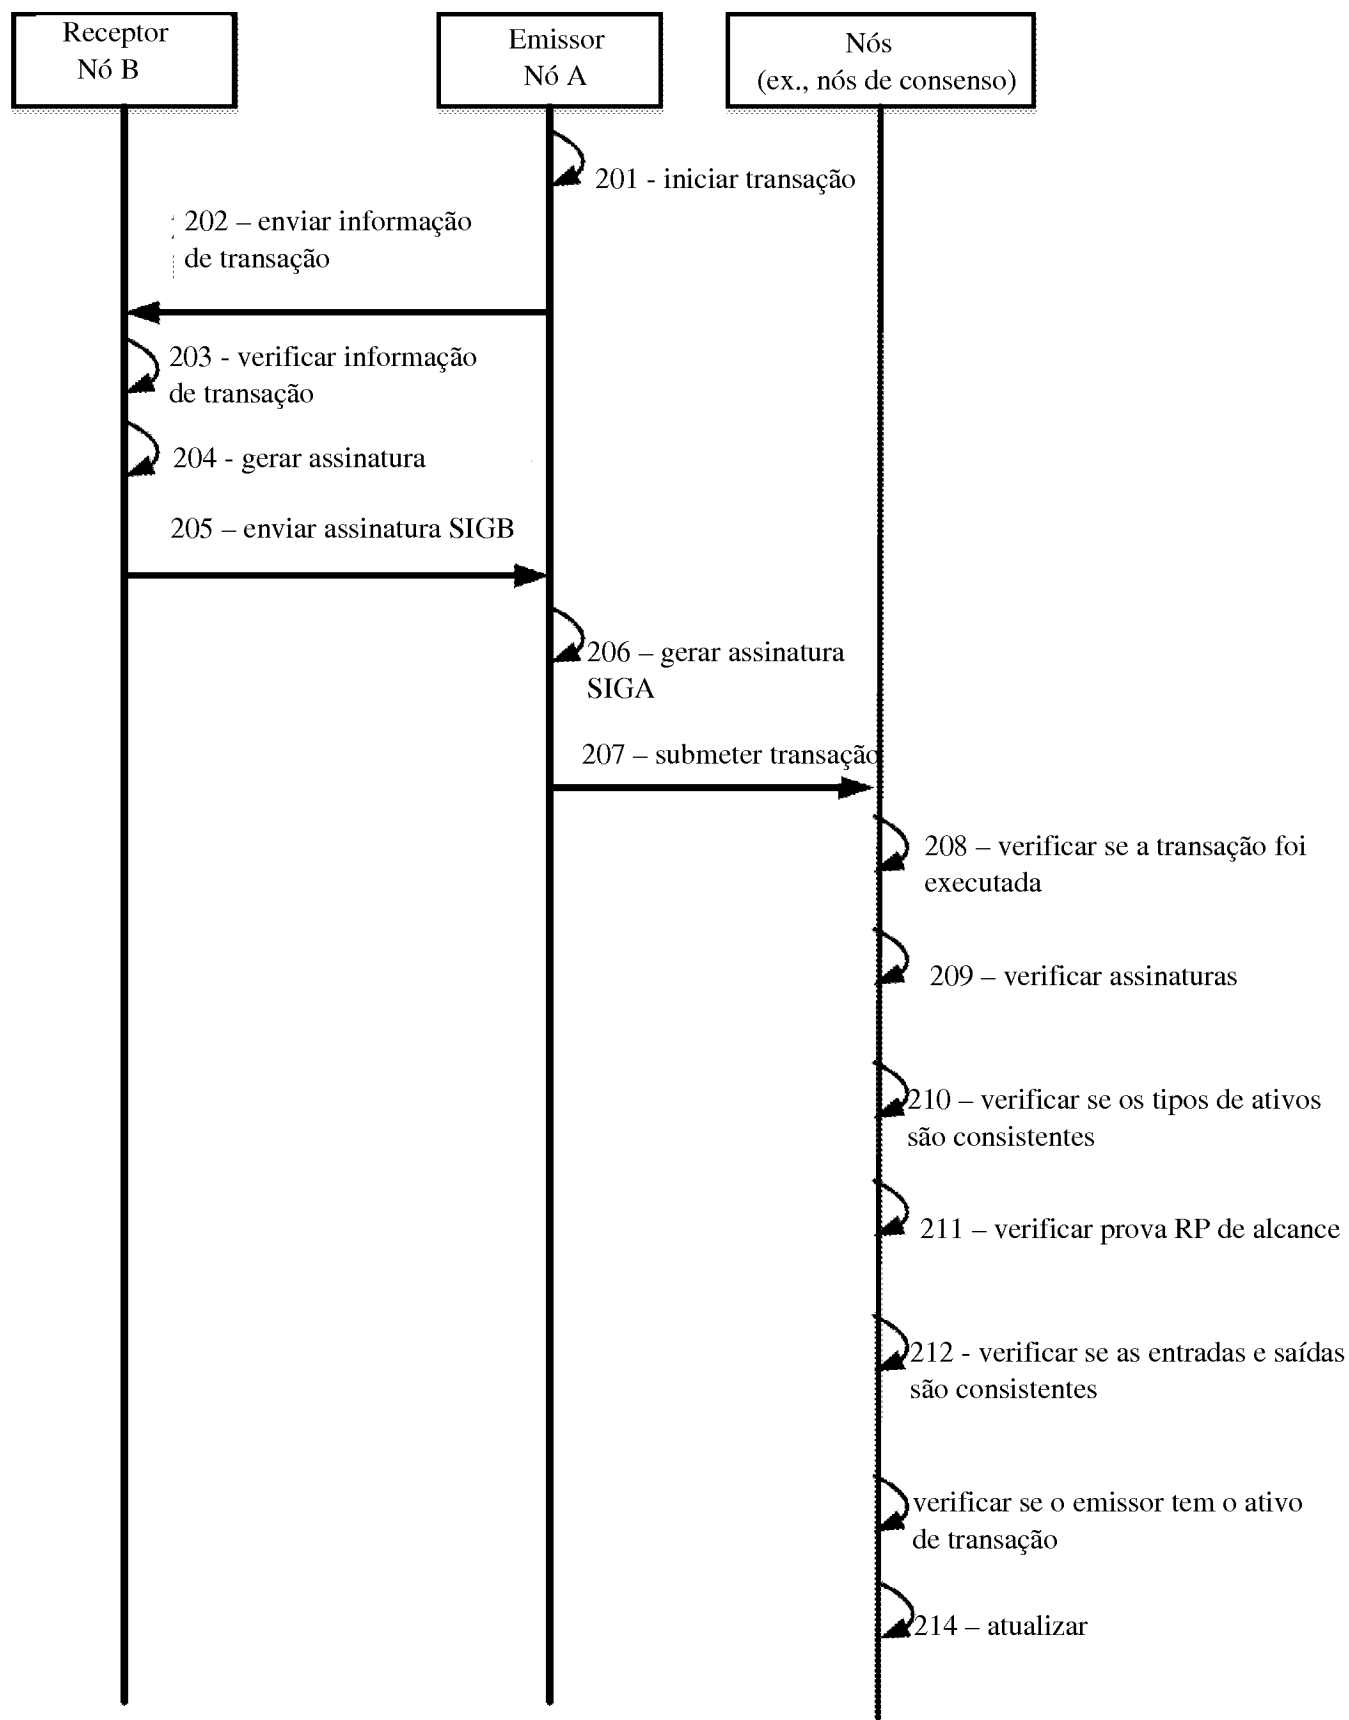 Receptor
Nó B
Emissor
Nó A
Nós
(ex., nós de consenso)
201 - iniciar transação
202 – enviar informação
de transação
203 - verificar informação
de transação
204 - gerar assinatura
205 – enviar assinatura SIGB
206 – gerar assinatura
SIGA
207 – submeter transação
208 – verificar se a transação foi
executada
209 – verificar assinaturas
210 – verificar se os tipos de ativos
são consistentes
211 – verificar prova RP de alcance
212 - verificar se as entradas e saídas
são consistentes
verificar se o emissor tem o ativo
de transação
214 – atualizar